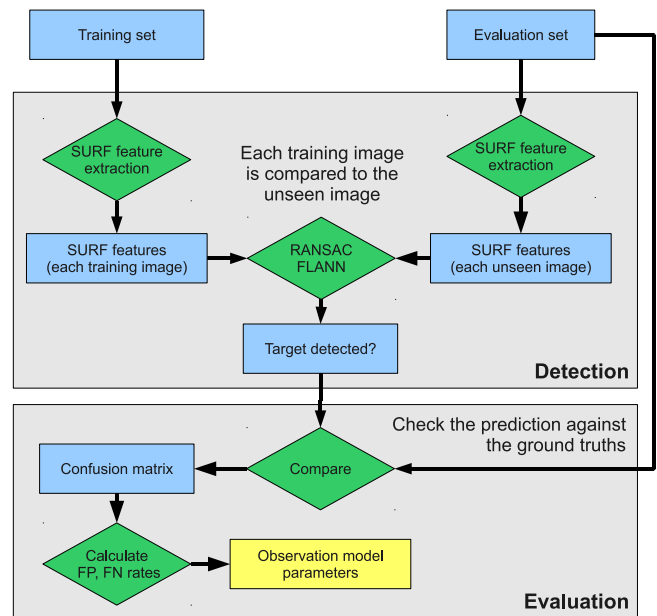 Training set
Evaluation set
SURF feature
extraction
Each training image
is compared to the
unseen image
SURF feature
extraction
SURF features
(each training image)
RANSAC
FLANN
SURF features
(each unseen image)
Target detected?
Detection
Check the prediction against
the ground truths
Confusion matrix
Compare
Calculate
FP, FN rates
Observation model
parameters
Evaluation